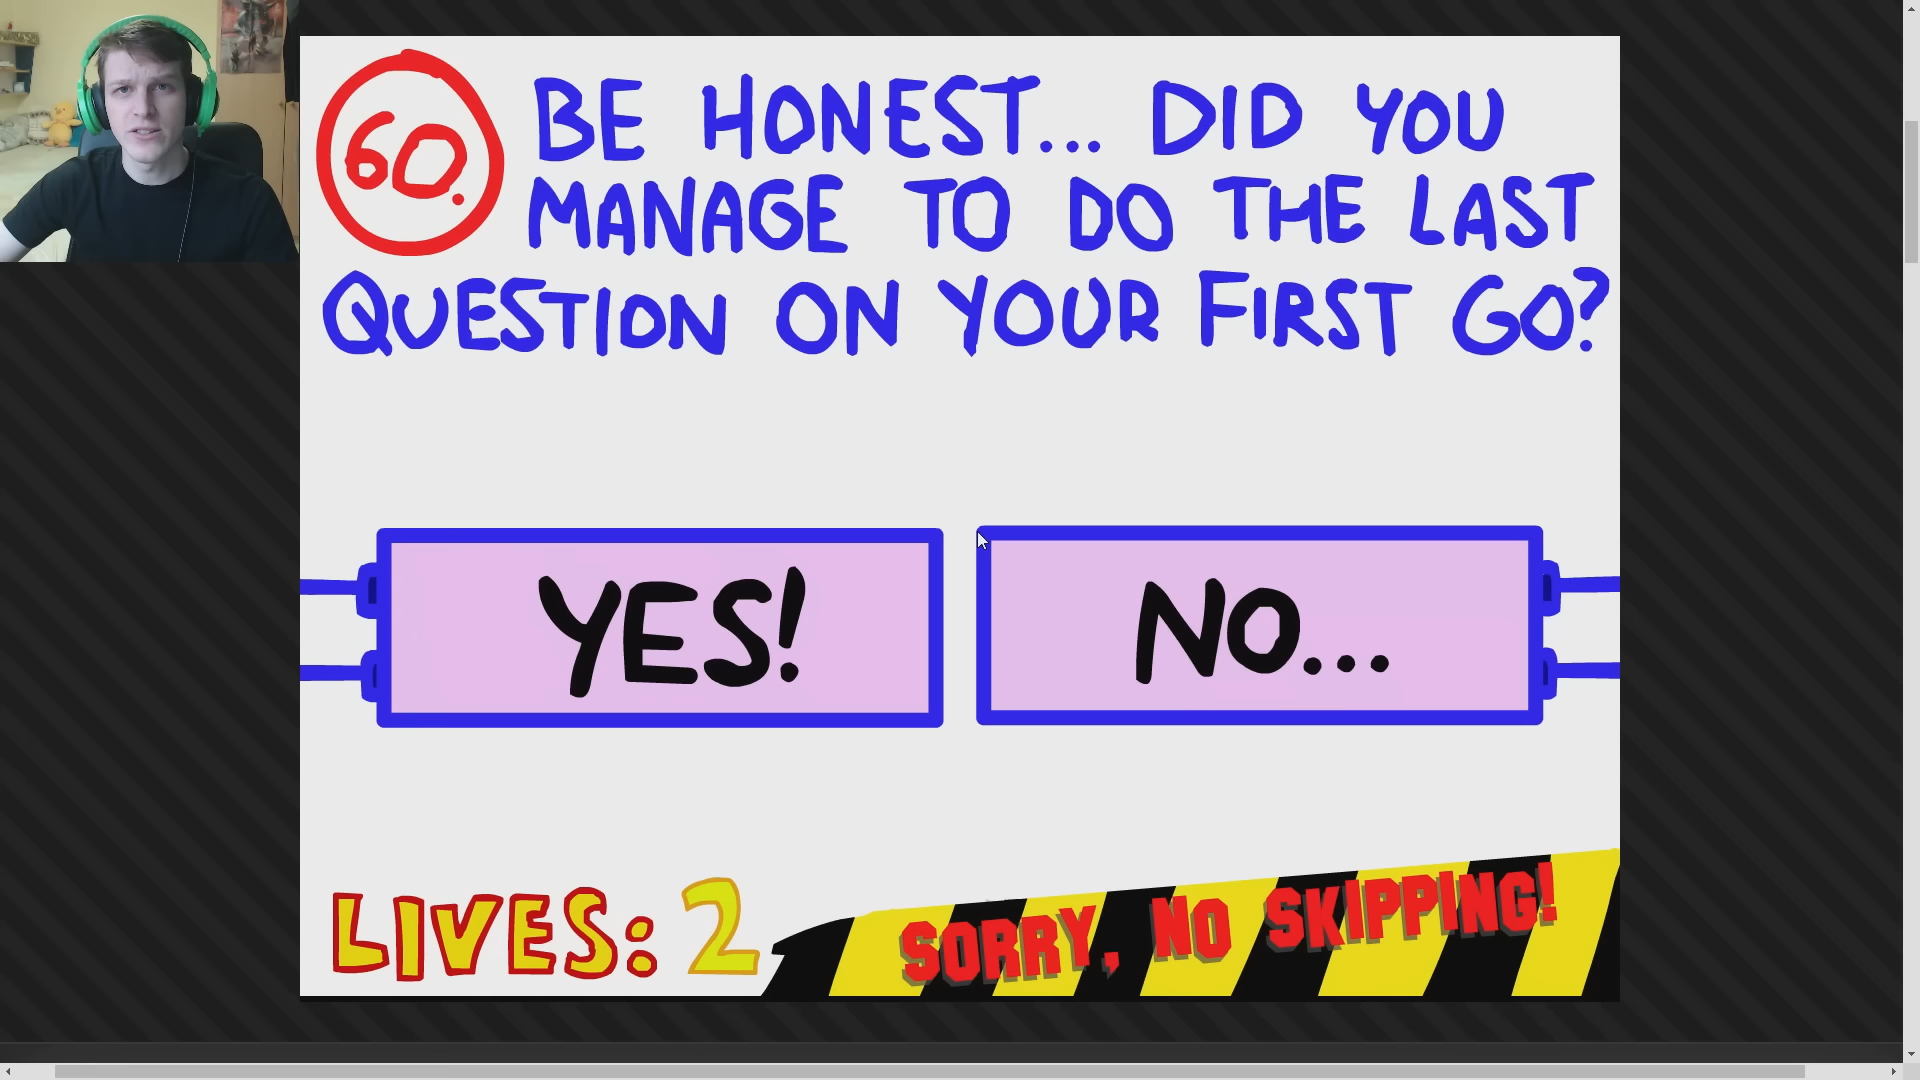 60. BE HONEST... DID YOU
MANAGE TO DO THE LAST
QUESTION ON YOUR FIRST GO?
YES!
NO...
LIVES: 2
SORRY, NO SKIPPING!